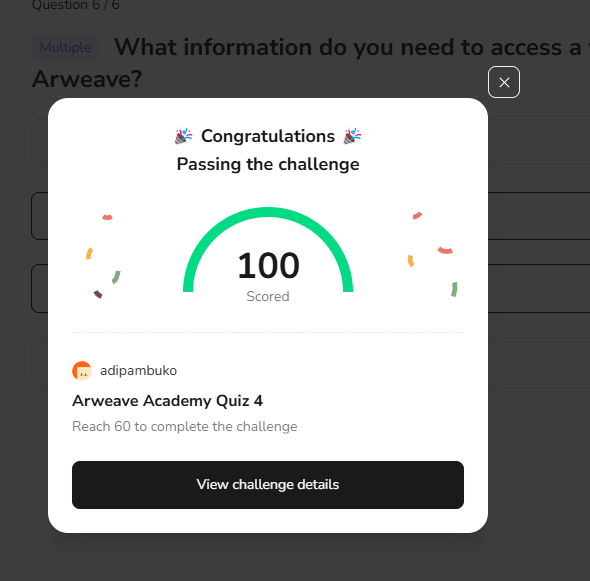 Question 6 / 6
Multiple What information do you need to access a
Arweave?
Congratulations
Passing the challenge
100
Scored
adipambuko
Arweave Academy Quiz 4
Reach 60 to complete the challenge
View challenge details